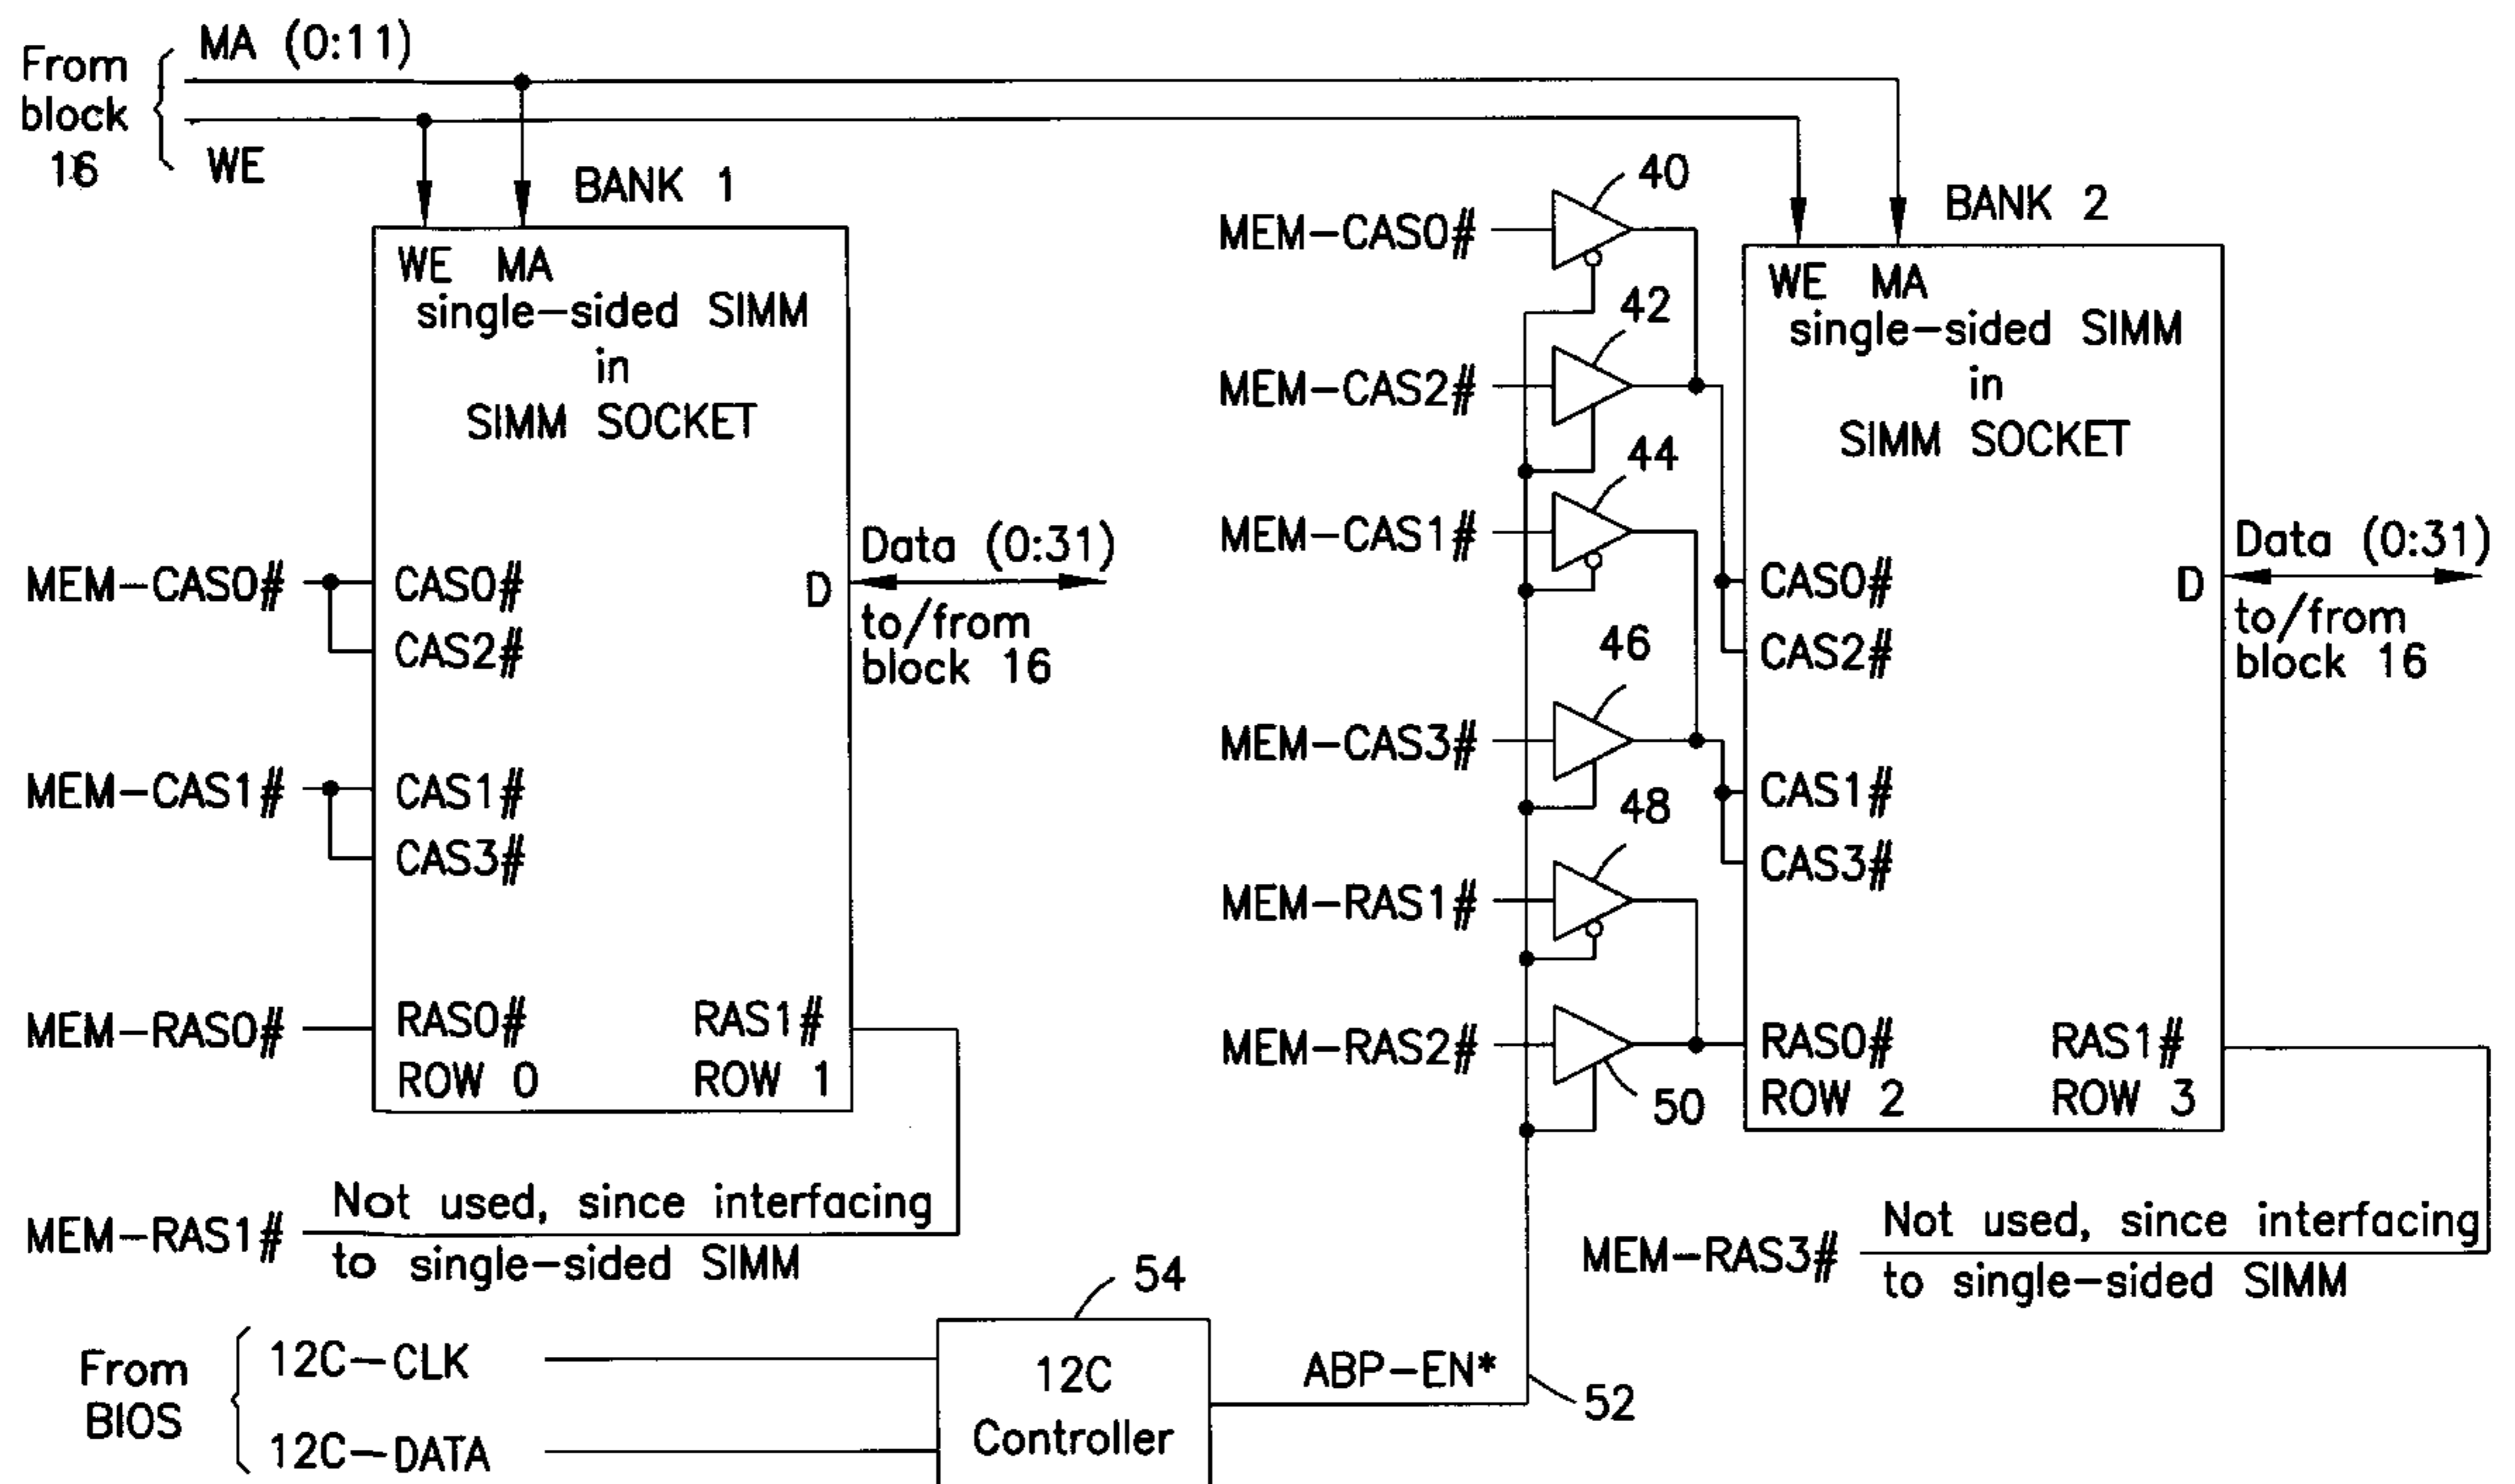 From
block
16
MA (0:11)
WE
BANK 1
WE MA
single-sided SIMM
in
SIMM SOCKET
MEM-CAS0#
CAS0#
CAS2#
D
Data (0:31)
to/from
block 16
MEM-CAS1#
CAS1#
CAS3#
MEM-RAS0#
RAS0#
ROW 0
RAS1#
ROW 1
MEM-RAS1#
Not used, since interfacing
to single-sided SIMM
MEM-CAS0#
40
MEM-CAS2#
42
MEM-CAS1#
44
MEM-CAS3#
46
MEM-RAS1#
48
MEM-RAS2#
50
BANK 2
WE MA
single-sided SIMM
in
SIMM SOCKET
CAS0#
CAS2#
D
Data (0:31)
to/from
block 16
CAS1#
CAS3#
RAS0#
ROW 2
RAS1#
ROW 3
MEM-RAS3#
Not used, since interfacing
to single-sided SIMM
From
BIOS
12C-CLK
12C-DATA
54
12C
Controller
ABP-EN*
52